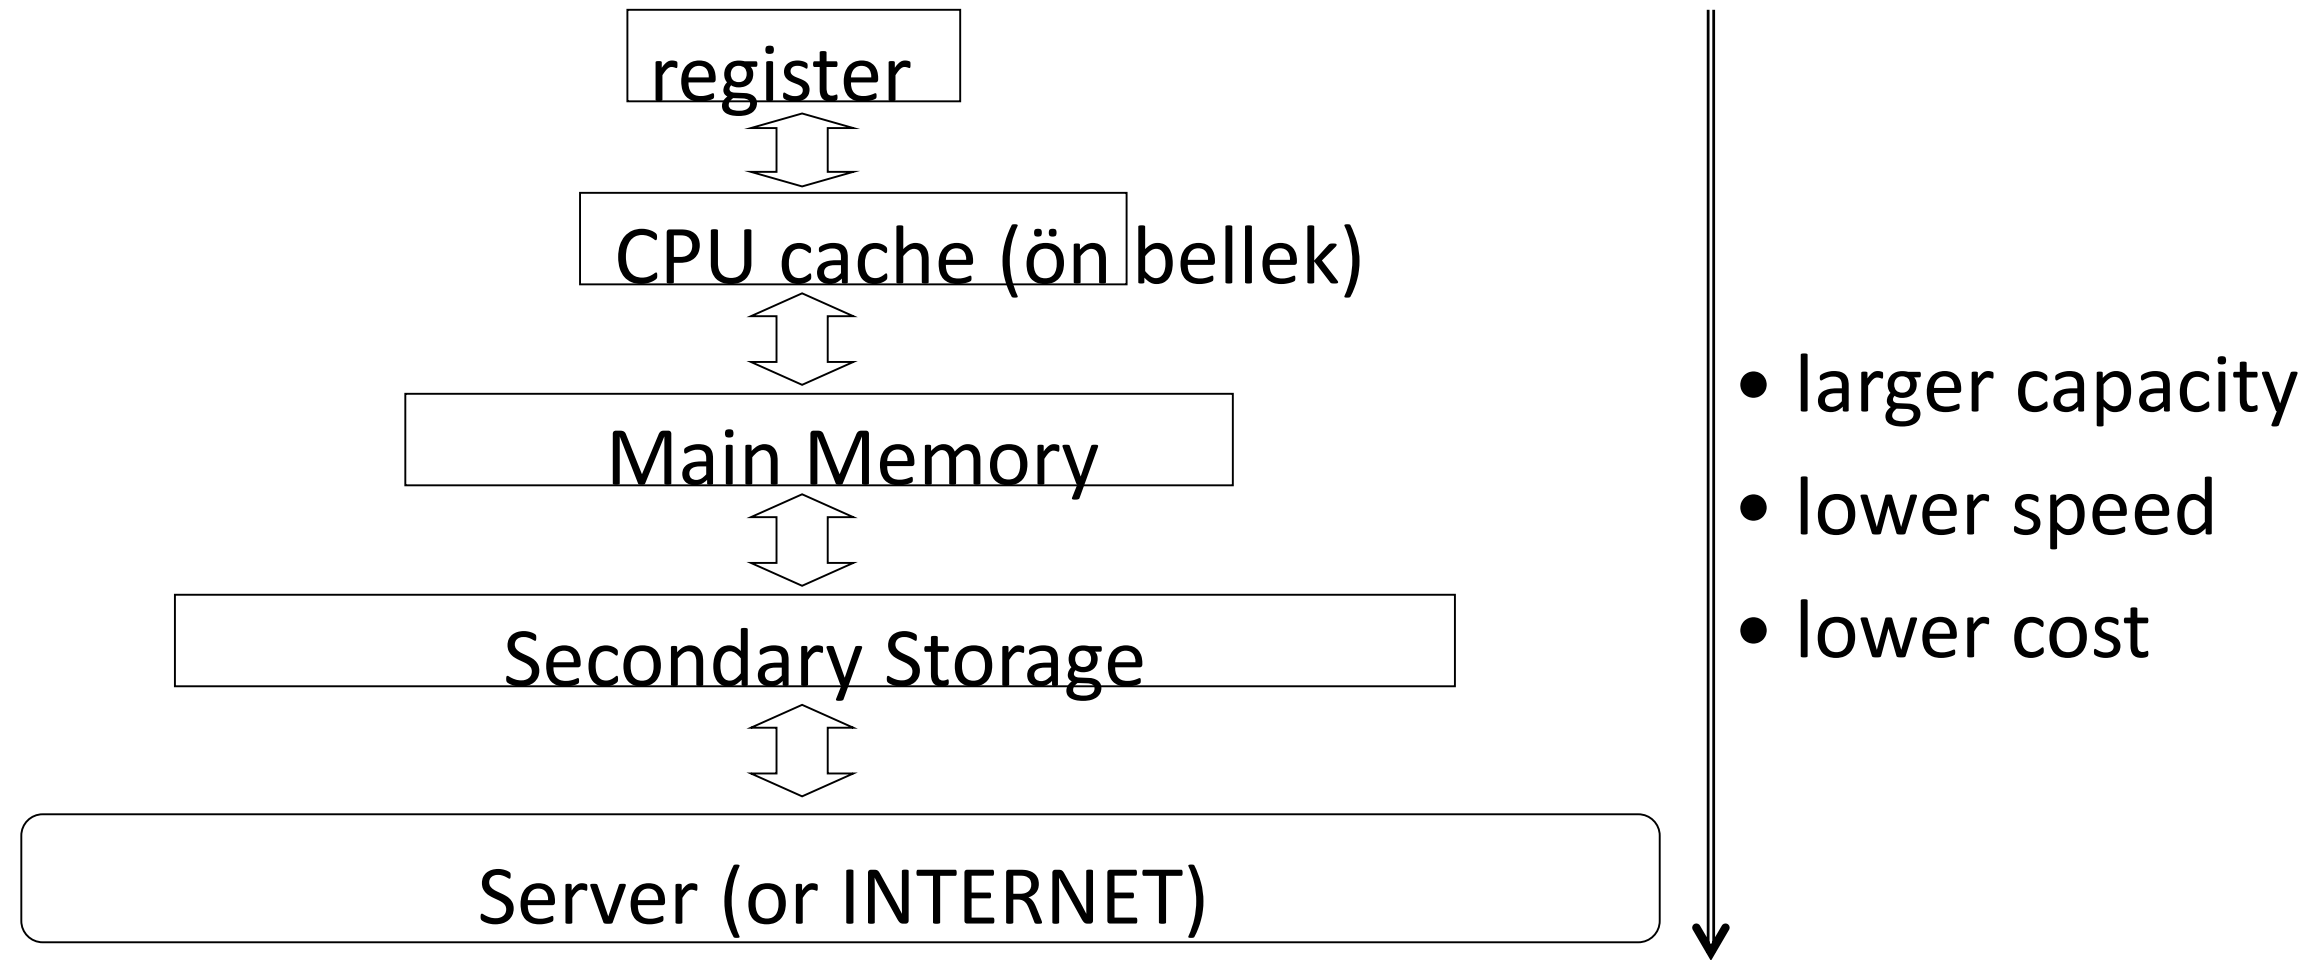 register
CPU cache (ön bellek)
Main Memory
Secondary Storage
Server (or INTERNET)
• larger capacity
• lower speed
• lower cost